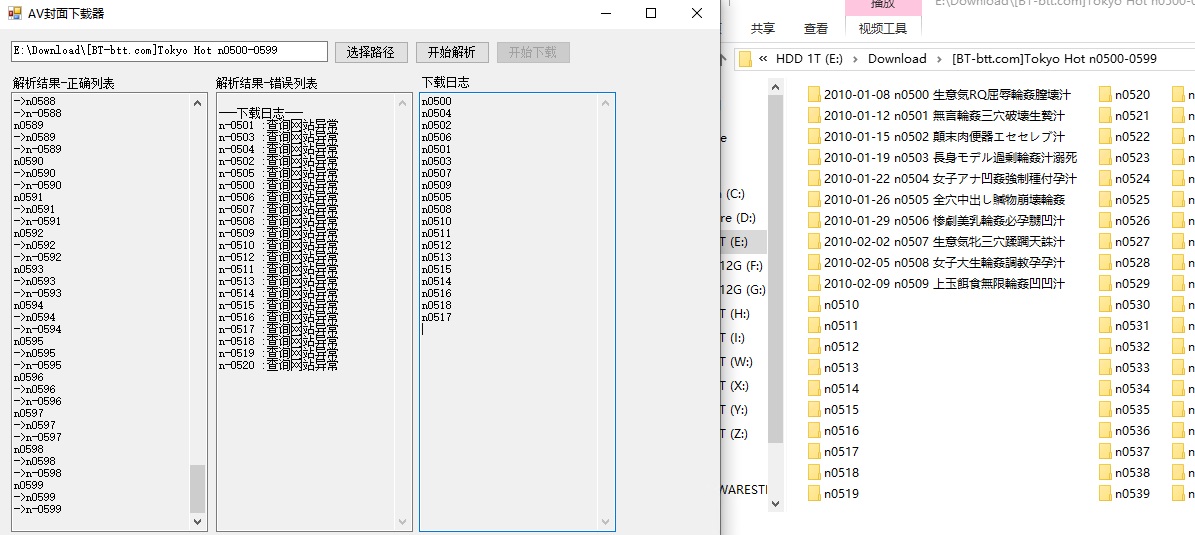 AV封面下载器
E:\Download\[BT-btt.com]Tokyo Hot n0500-0599
选择路径
开始解析
开始下载
解析结果-正确列表
->n0588
->n-0588
n0589
->n0589
->n-0589
n0590
->n0590
->n-0590
n0591
->n0591
->n-0591
n0592
->n0592
->n-0592
n0593
->n0593
->n-0593
n0594
->n0594
->n-0594
n0595
->n0595
->n-0595
n0596
->n0596
->n-0596
n0597
->n0597
->n-0597
n0598
->n0598
->n-0598
n0599
->n0599
->n-0599
解析结果-错误列表
──下载日志──
n-0501 :查询网站异常
n-0503 :查询网站异常
n-0504 :查询网站异常
n-0502 :查询网站异常
n-0505 :查询网站异常
n-0500 :查询网站异常
n-0506 :查询网站异常
n-0507 :查询网站异常
n-0508 :查询网站异常
n-0509 :查询网站异常
n-0510 :查询网站异常
n-0512 :查询网站异常
n-0511 :查询网站异常
n-0513 :查询网站异常
n-0514 :查询网站异常
n-0515 :查询网站异常
n-0516 :查询网站异常
n-0517 :查询网站异常
n-0518 :查询网站异常
n-0519 :查询网站异常
n-0520 :查询网站异常
下载日志
n0500
n0504
n0502
n0506
n0501
n0503
n0507
n0509
n0505
n0508
n0510
n0511
n0512
n0513
n0515
n0514
n0516
n0518
n0517
播放
E:\Download\[BT-btt.com]Tokyo Hot n0500-0
共享
查看
视频工具
« HDD 1T (E:) › Download › [BT-btt.com]Tokyo Hot n0500-0599
(C:)
re (D:)
T (E:)
12G (F:)
12G (G:)
T (H:)
T (I:)
T (W:)
T (X:)
T (Y:)
T (Z:)
2010-01-08 n0500 生意気RQ屈辱輪姦膣壊汁
2010-01-12 n0501 無言輪姦三穴破壊生贄汁
2010-01-15 n0502 顛末肉便器エセセレブ汁
2010-01-19 n0503 長身モデル過剰輪姦汁溺死
2010-01-22 n0504 女子アナ凹姦強制種付孕汁
2010-01-26 n0505 全穴中出し贓物崩壊輪姦
2010-01-29 n0506 惨劇美乳輪姦必孕嬲凹汁
2010-02-02 n0507 生意気牝三穴蹂躙天誅汁
2010-02-05 n0508 女子大生輪姦調教孕孕汁
2010-02-09 n0509 上玉餌食無限輪姦凹凹汁
n0510
n0511
n0512
n0513
n0514
n0515
n0516
n0517
n0518
n0519
n0520
n0521
n0522
n0523
n0524
n0525
n0526
n0527
n0528
n0529
n0530
n0531
n0532
n0533
n0534
n0535
n0536
n0537
n0538
n0539